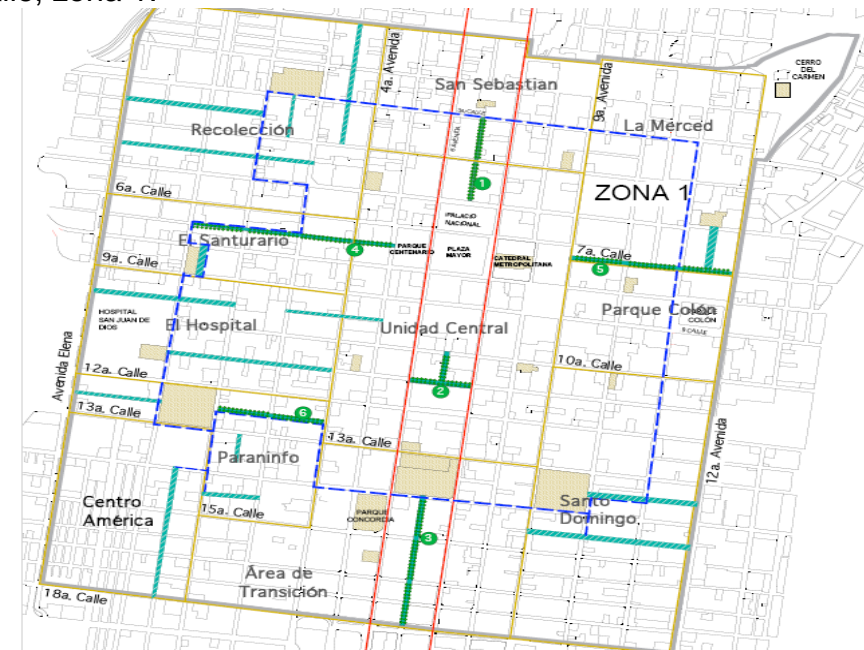 4a. Avenida
San Sebastian
9a. Avenida
CERRO
DEL
CARMEN
Recolección
La Merced
1
ZONA 1
6a. Calle
PALACIO
NACIONAL
El Santurario
4
PARQUE
CENTENARIO
PLAZA
MAYOR
CATEDRAL
METROPOLITANA
7a. Calle
5
9a. Calle
HOSPITAL
SAN JUAN DE
DIOS
El Hospital
Unidad Central
Parque Colón
COLÓN
10a. Calle
Avenida Elena
12a. Calle
2
13a. Calle
6
13a. Calle
12a. Avenida
Paraninfo
Centro
América
15a. Calle
PARQUE
CONCORDIA
Santo
Domingo.
3
Área de
Transición
18a. Calle